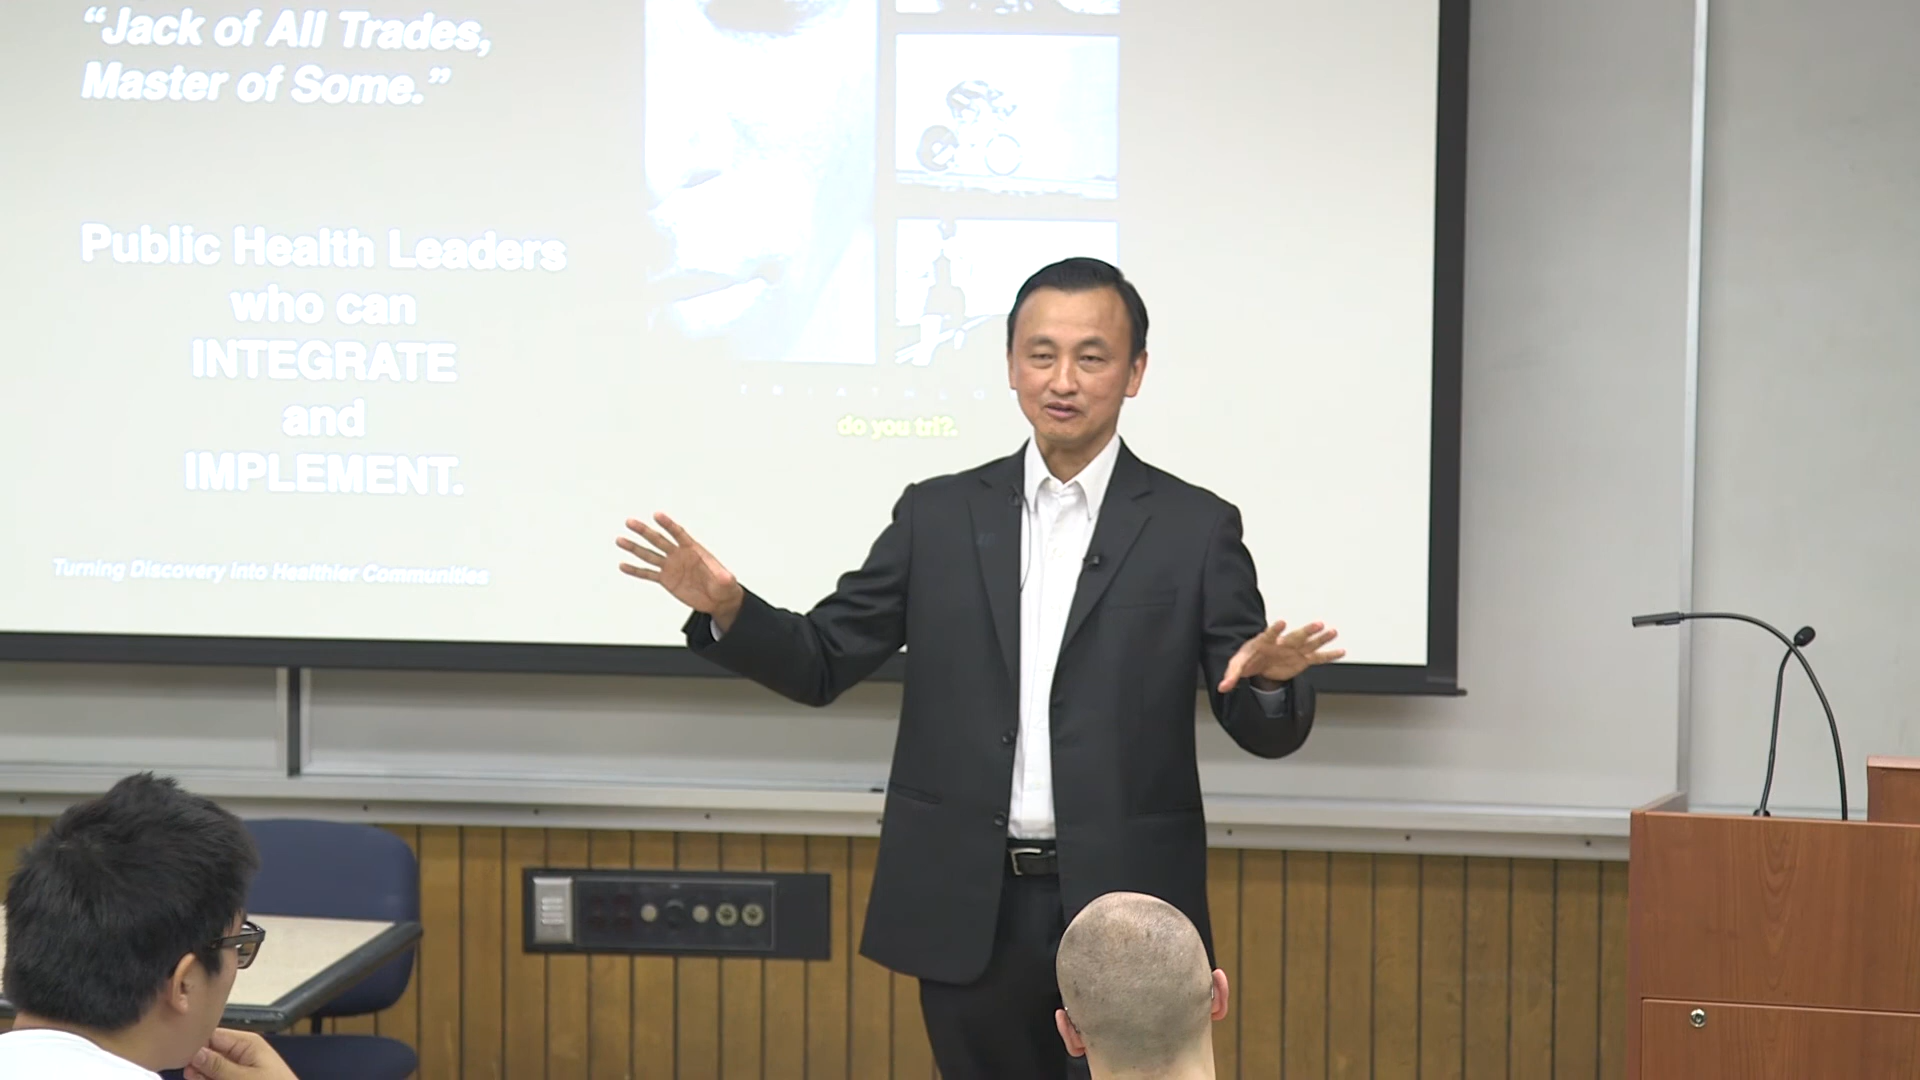 “Jack of All Trades,
Master of Some.”
Public Health Leaders
who can
INTEGRATE
and
IMPLEMENT.
Turning Discovery Into Healthier Communities
T R I A T H L O
do you tri?.